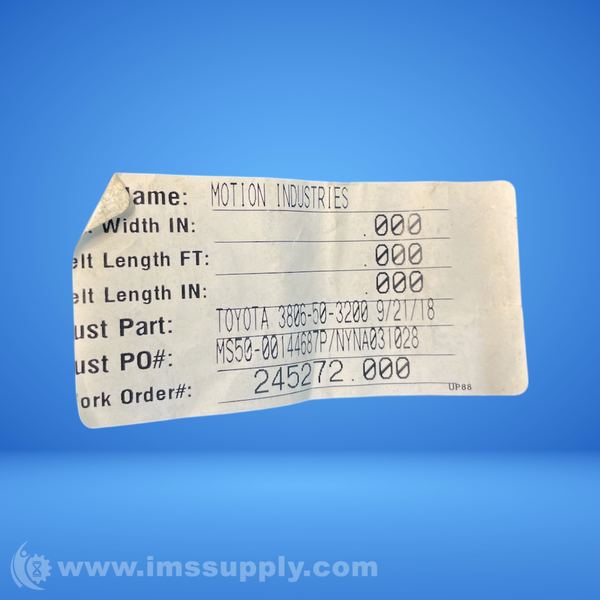 ame: MOTION INDUSTRIES
. Width IN: .000
elt Length FT: .000
elt Length IN: .000
ust Part: TOYOTA 3806-50-3200 9/21/18
ust PO#: MS50-00144687P/NYNA031028
ork Order#: 245272.000
UP88
www.imssupply.com